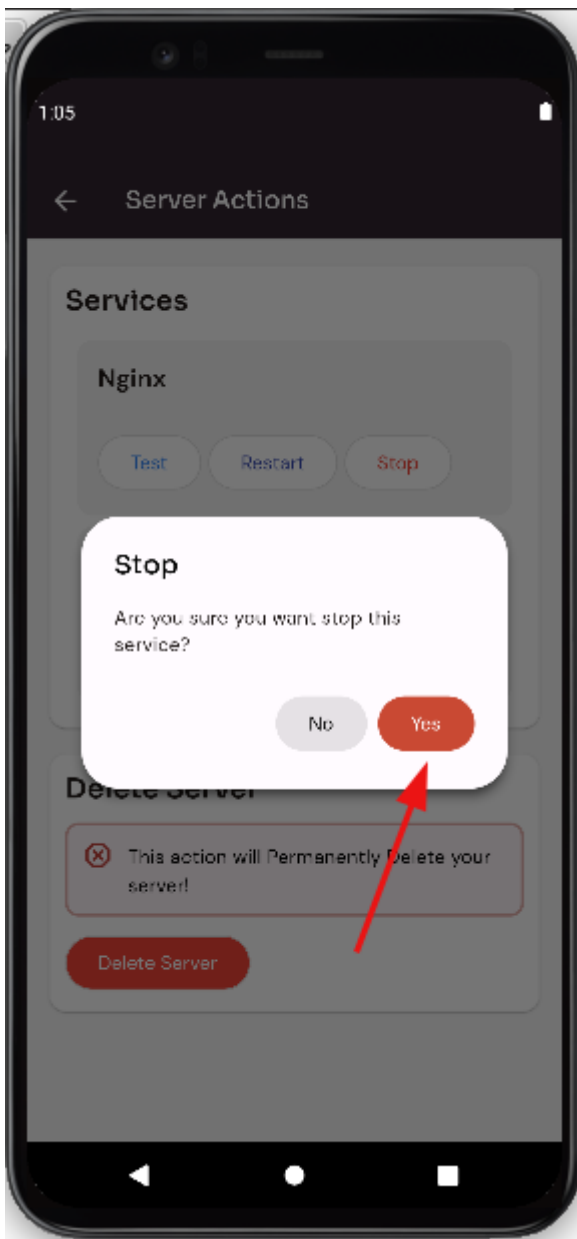 1:05
Server Actions
Services
Nginx
Test Restart Stop
Stop
Are you sure you want stop this
service?
No Yes
Delete Server
This action will Permanently Delete your
server!
Delete Server